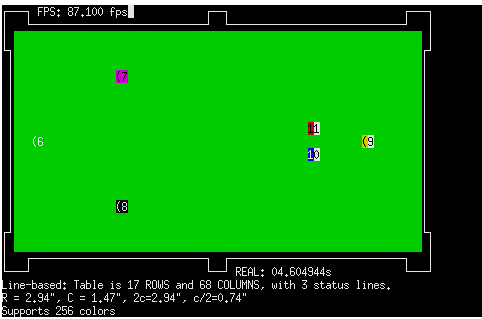 FPS: 87.100 fps
(7
11
(6
(9
10
(8
REAL: 04.604944s
Line-based: Table is 17 ROWS and 68 COLUMNS, with 3 status lines.
R = 2.94", C = 1.47", 2c=2.94", c/2=0.74"
Supports 256 colors